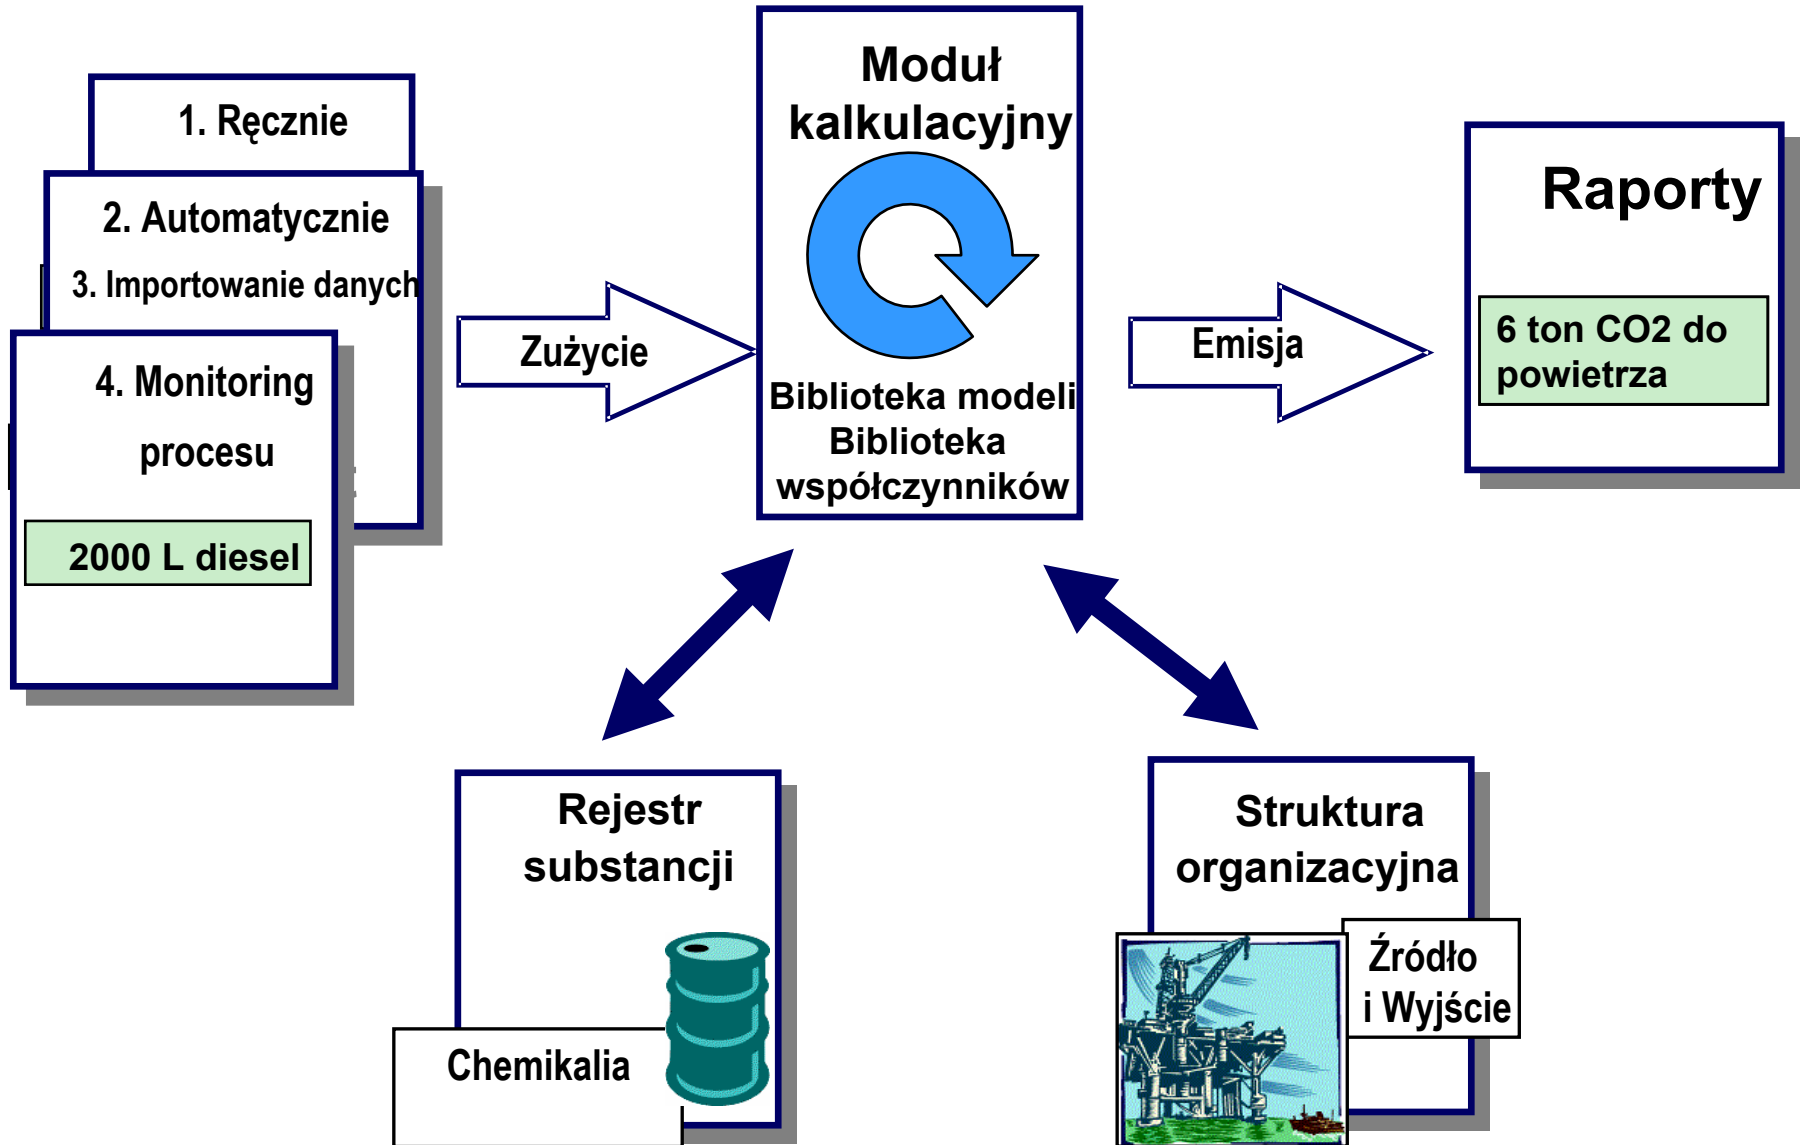 1. Ręcznie
2. Automatycznie
3. Importowanie danych
4. Monitoring
procesu
2000 L diesel
Zużycie
Moduł
kalkulacyjny
Biblioteka modeli
Biblioteka
współczynników
Emisja
Raporty
6 ton CO2 do
powietrza
Rejestr
substancji
Chemikalia
Struktura
organizacyjna
Źródło
i Wyjście